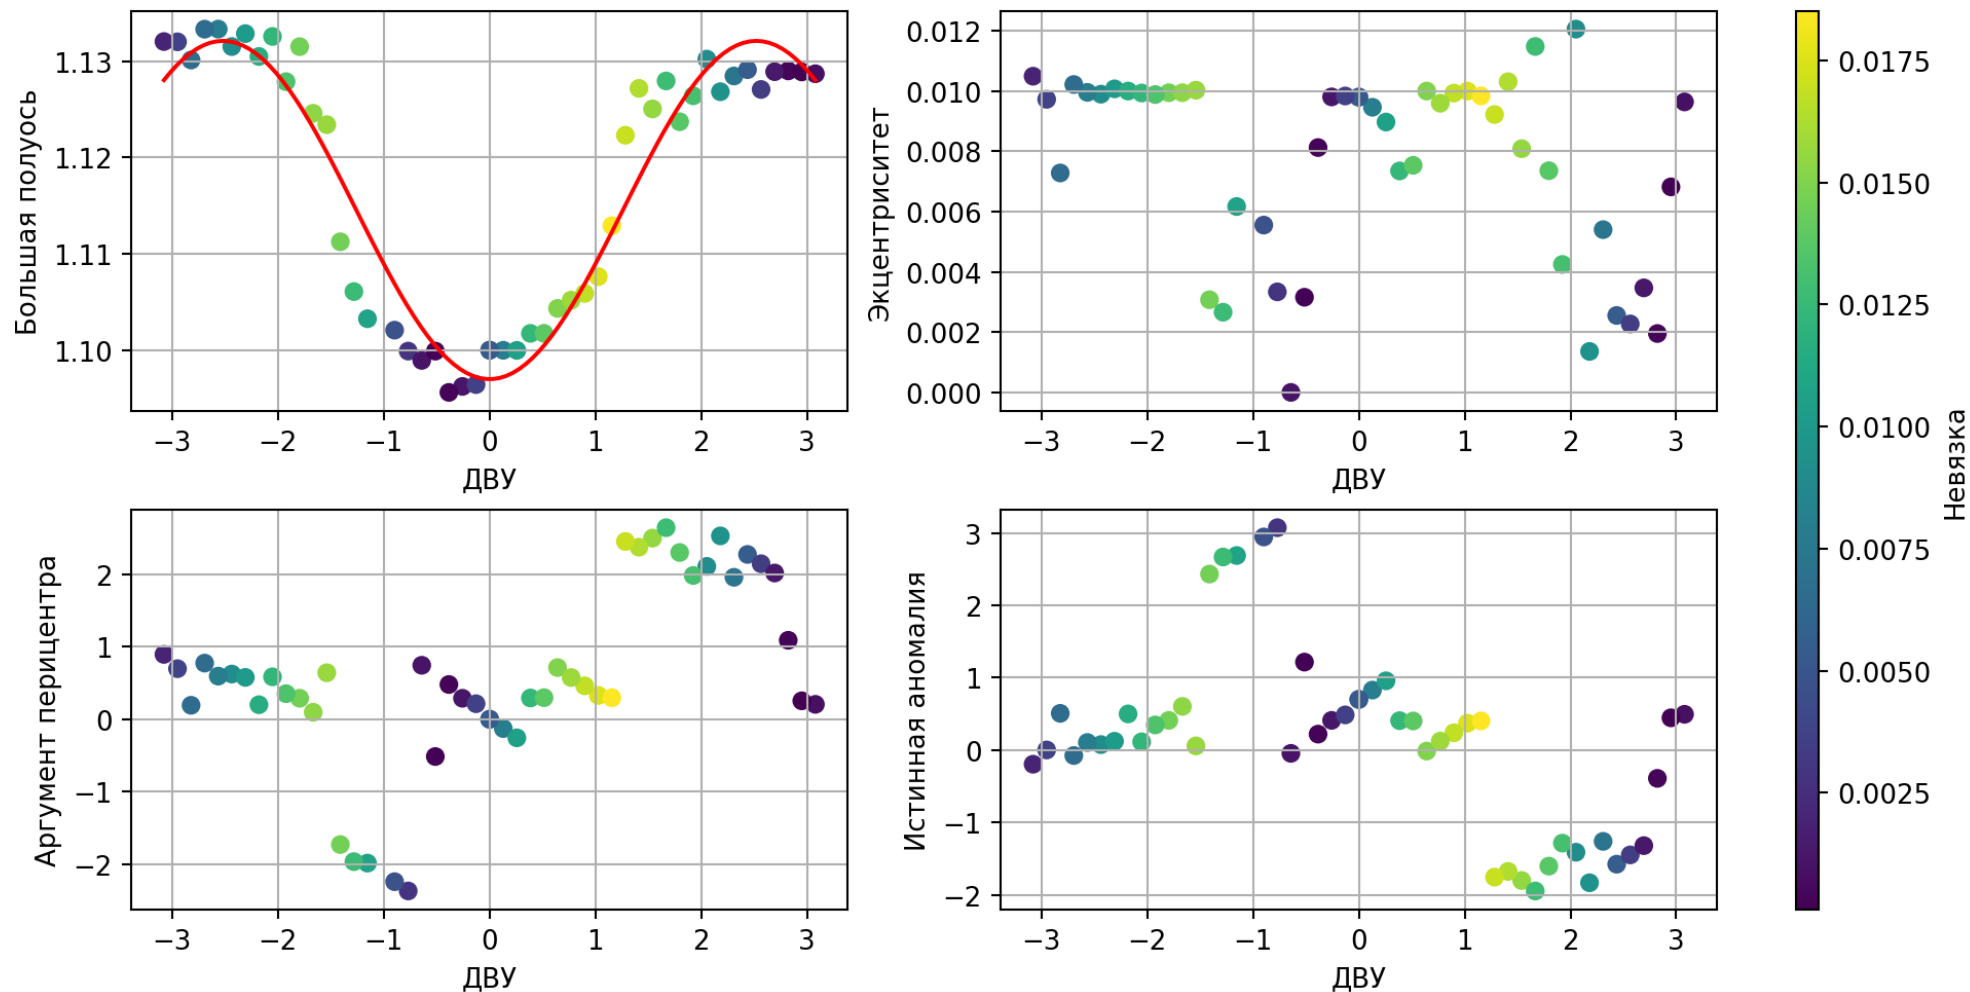 Большая полуось
1.13
1.12
1.11
1.10
−3 −2 −1 0 1 2 3
ДВУ
Экцентриситет
0.012
0.010
0.008
0.006
0.004
0.002
0.000
−3 −2 −1 0 1 2 3
ДВУ
Аргумент перицентра
2
1
0
−1
−2
−3 −2 −1 0 1 2 3
ДВУ
Истинная аномалия
3
2
1
0
−1
−2
−3 −2 −1 0 1 2 3
ДВУ
0.0175
0.0150
0.0125
0.0100
0.0075
0.0050
0.0025
Невязка